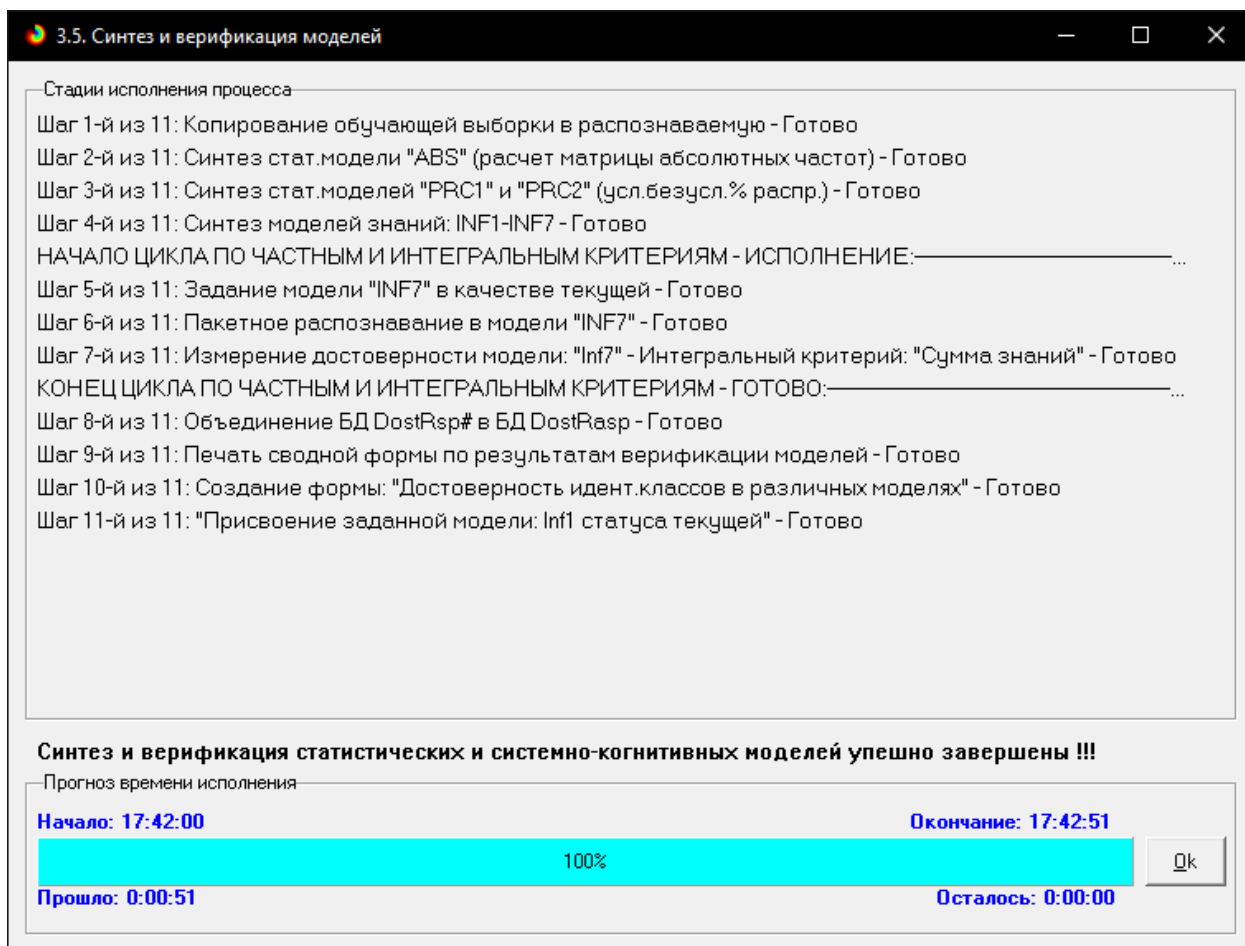 3.5. Синтез и верификация моделей
Стадии исполнения процесса
Шаг 1-й из 11: Копирование обучающей выборки в распознаваемую - Готово
Шаг 2-й из 11: Синтез стат.модели "ABS" (расчет матрицы абсолютных частот) - Готово
Шаг 3-й из 11: Синтез стат.моделей "PRC1" и "PRC2" (усл.безусл.% распр.) - Готово
Шаг 4-й из 11: Синтез моделей знаний: INF1-INF7 - Готово
НАЧАЛО ЦИКЛА ПО ЧАСТНЫМ И ИНТЕГРАЛЬНЫМ КРИТЕРИЯМ - ИСПОЛНЕНИЕ:————————————...
Шаг 5-й из 11: Задание модели "INF7" в качестве текущей - Готово
Шаг 6-й из 11: Пакетное распознавание в модели "INF7" - Готово
Шаг 7-й из 11: Измерение достоверности модели: "Inf7" - Интегральный критерий: "Сумма знаний" - Готово
КОНЕЦ ЦИКЛА ПО ЧАСТНЫМ И ИНТЕГРАЛЬНЫМ КРИТЕРИЯМ - ГОТОВО:————————————————...
Шаг 8-й из 11: Объединение БД DostRsp# в БД DostRasp - Готово
Шаг 9-й из 11: Печать сводной формы по результатам верификации моделей - Готово
Шаг 10-й из 11: Создание формы: "Достоверность идент.классов в различных моделях" - Готово
Шаг 11-й из 11: "Присвоение заданной модели: Inf1 статуса текущей" - Готово
Синтез и верификация статистических и системно-когнитивных моделей упешно завершены !!!
Прогноз времени исполнения
Начало: 17:42:00 Окончание: 17:42:51
100% Ok
Прошло: 0:00:51 Осталось: 0:00:00